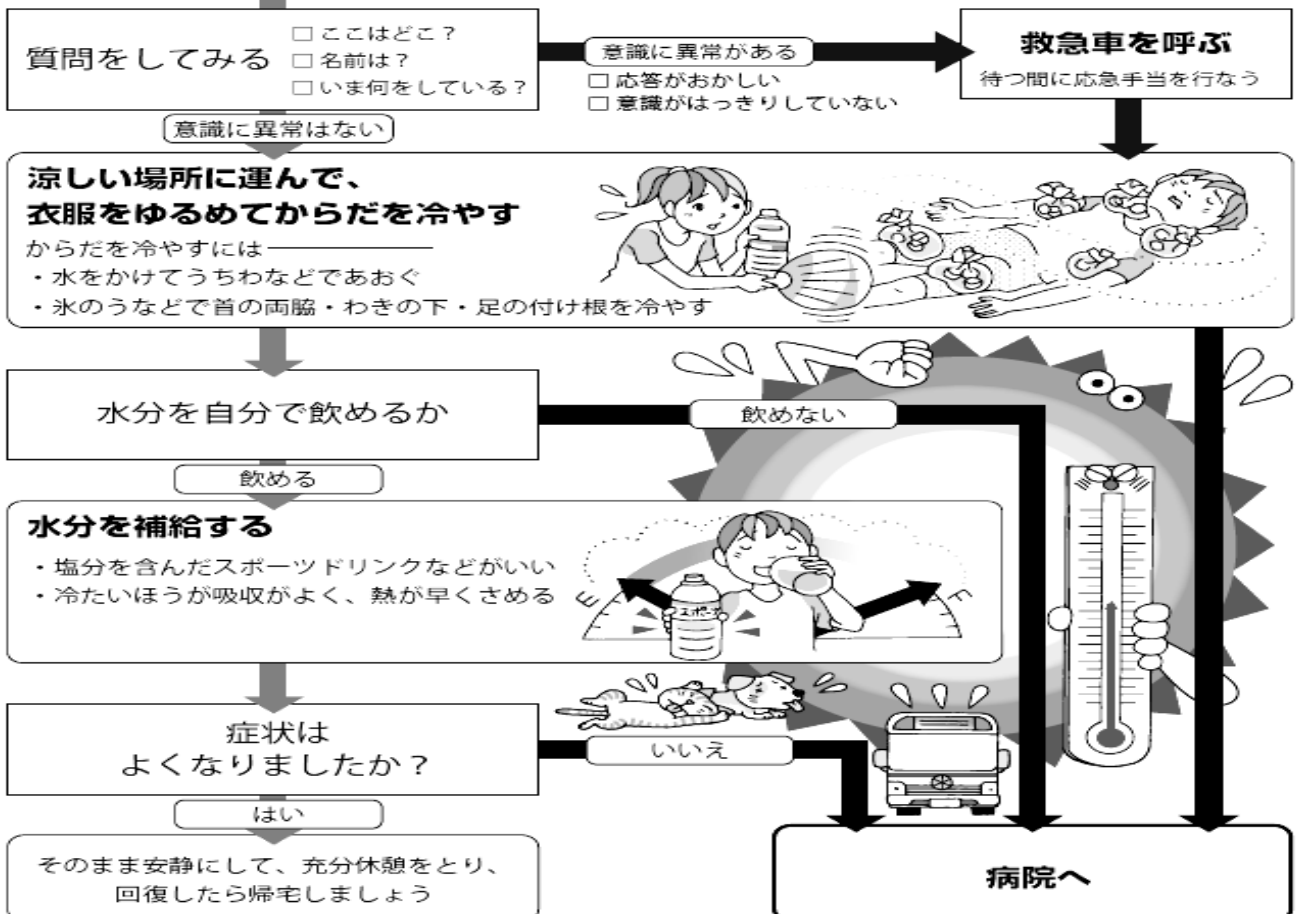 質問をしてみる
□ ここはどこ？
□ 名前は？
□ いま何をしている？
意識に異常がある
□ 応答がおかしい
□ 意識がはっきりしていない
救急車を呼ぶ
待つ間に応急手当を行なう
意識に異常はない
涼しい場所に運んで、
衣服をゆるめてからだを冷やす
からだを冷やすには
・水をかけてうちわなどであおぐ
・氷のうなどで首の両脇・わきの下・足の付け根を冷やす
水分を自分で飲めるか
飲めない
飲める
水分を補給する
・塩分を含んだスポーツドリンクなどがいい
・冷たいほうが吸収がよく、熱が早くさめる
E
スポーツ
F
症状は
よくなりましたか？
いいえ
はい
そのまま安静にして、充分休憩をとり、
回復したら帰宅しましょう
病院へ